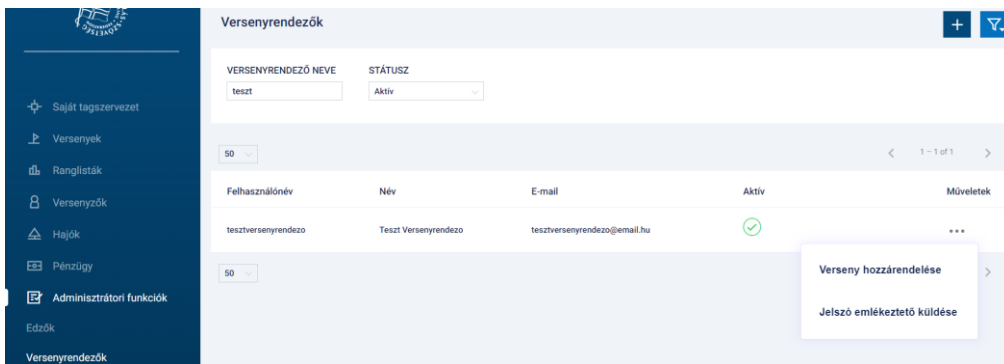 Versenyrendezők
VERSENYRENDEZŐ NEVE STÁTUSZ
teszt Aktív
Saját tagszervezet
Versenyek
Ranglisták
Versenyzők
Hajók
Pénzügy
Adminisztrátori funkciók
Edzők
Versenyrendezők
50 1 – 1 of 1
Felhasználónév Név E-mail Aktív Műveletek
tesztversenyrendezo Teszt Versenyrendezo tesztversenyrendezo@email.hu
50
Verseny hozzárendelése
Jelszó emlékeztető küldése